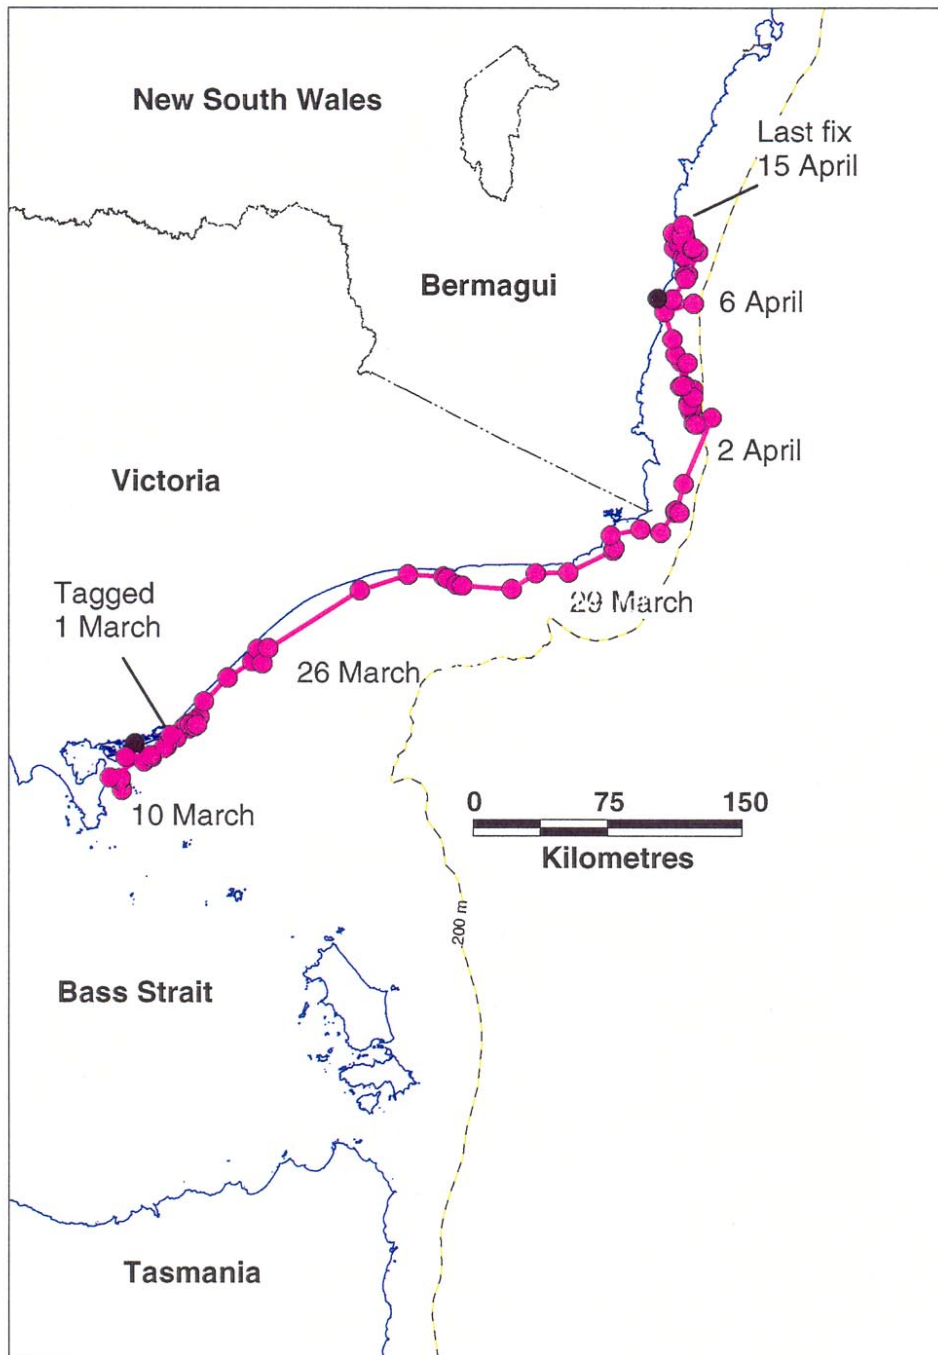 New South Wales
Last fix
15 April
Bermagui
6 April
2 April
Victoria
Tagged
1 March
29 March
26 March
10 March
0 75 150
Kilometres
200 m
Bass Strait
Tasmania